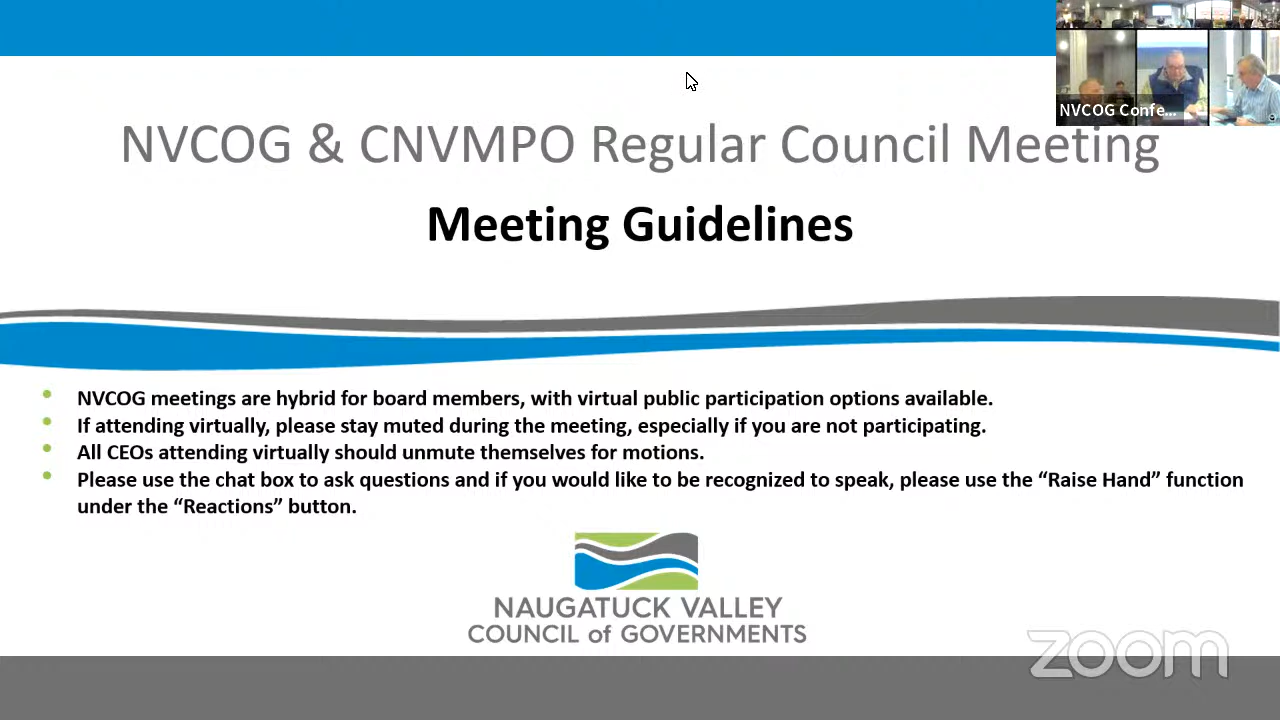 NVCOG Confe...
NVCOG & CNVMPO Regular Council Meeting
Meeting Guidelines
• NVCOG meetings are hybrid for board members, with virtual public participation options available.
• If attending virtually, please stay muted during the meeting, especially if you are not participating.
• All CEOs attending virtually should unmute themselves for motions.
• Please use the chat box to ask questions and if you would like to be recognized to speak, please use the “Raise Hand” function
under the “Reactions” button.
NAUGATUCK VALLEY
COUNCIL of GOVERNMENTS
zoom